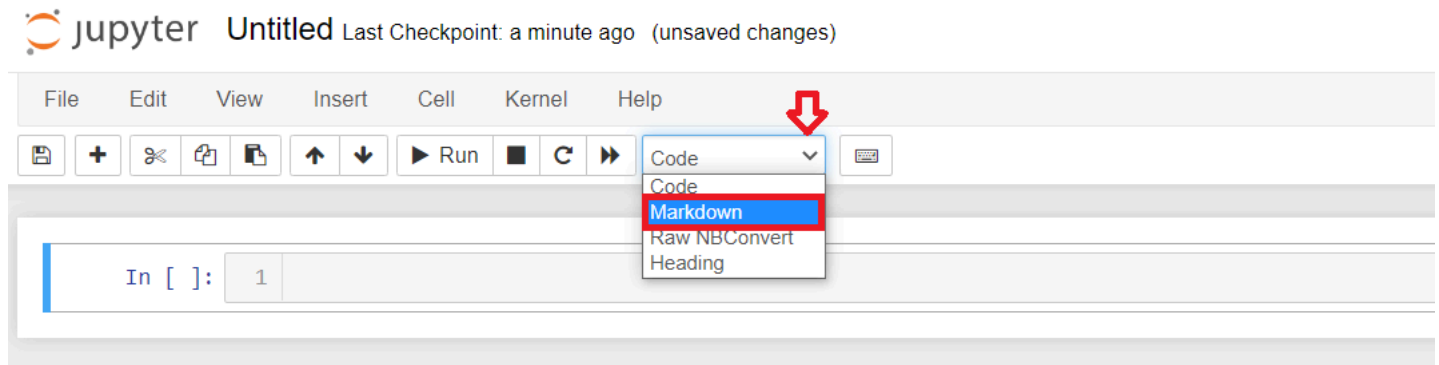 jupyter Untitled Last Checkpoint: a minute ago (unsaved changes)
File Edit View Insert Cell Kernel Help
Run Code
Code
Markdown
Raw NBConvert
Heading
In [ ]: 1